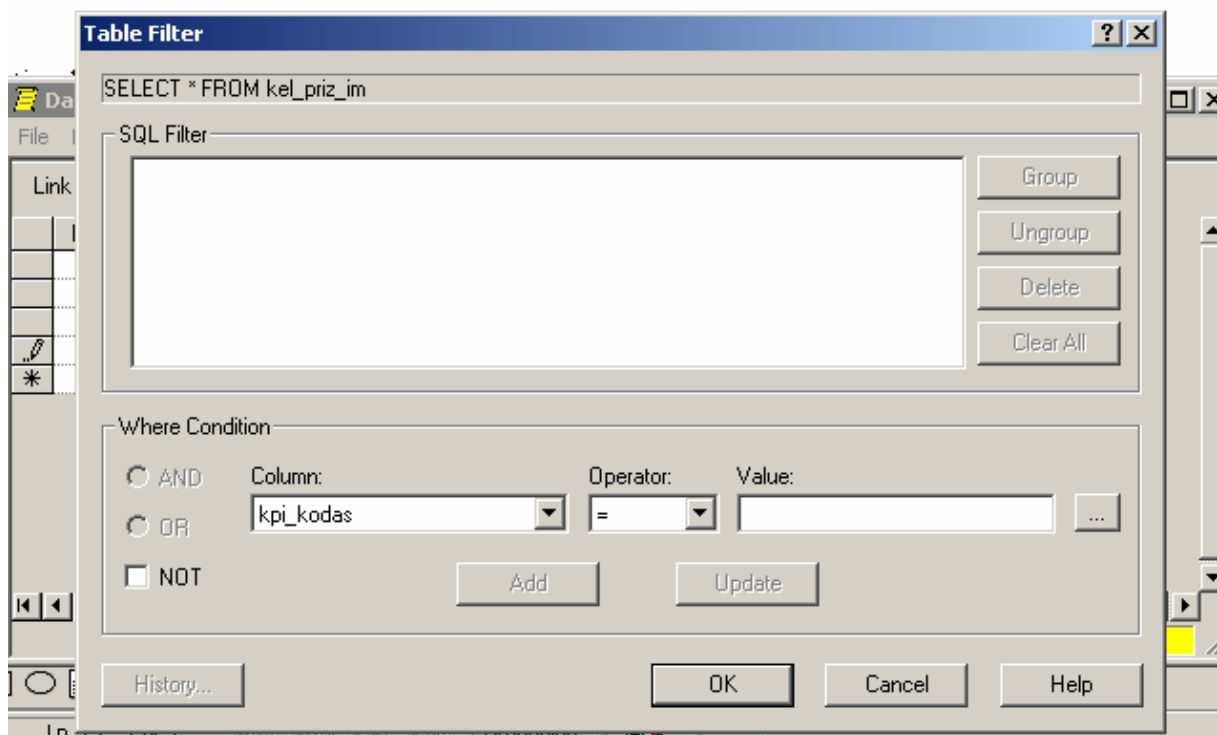 Table Filter
SELECT * FROM kel_priz_im
Da
File
SQL Filter
Link
Group
Ungroup
Delete
Clear All
Where Condition
AND Column: Operator: Value:
kpi_kodas = ...
OR
NOT Add Update
History... OK Cancel Help